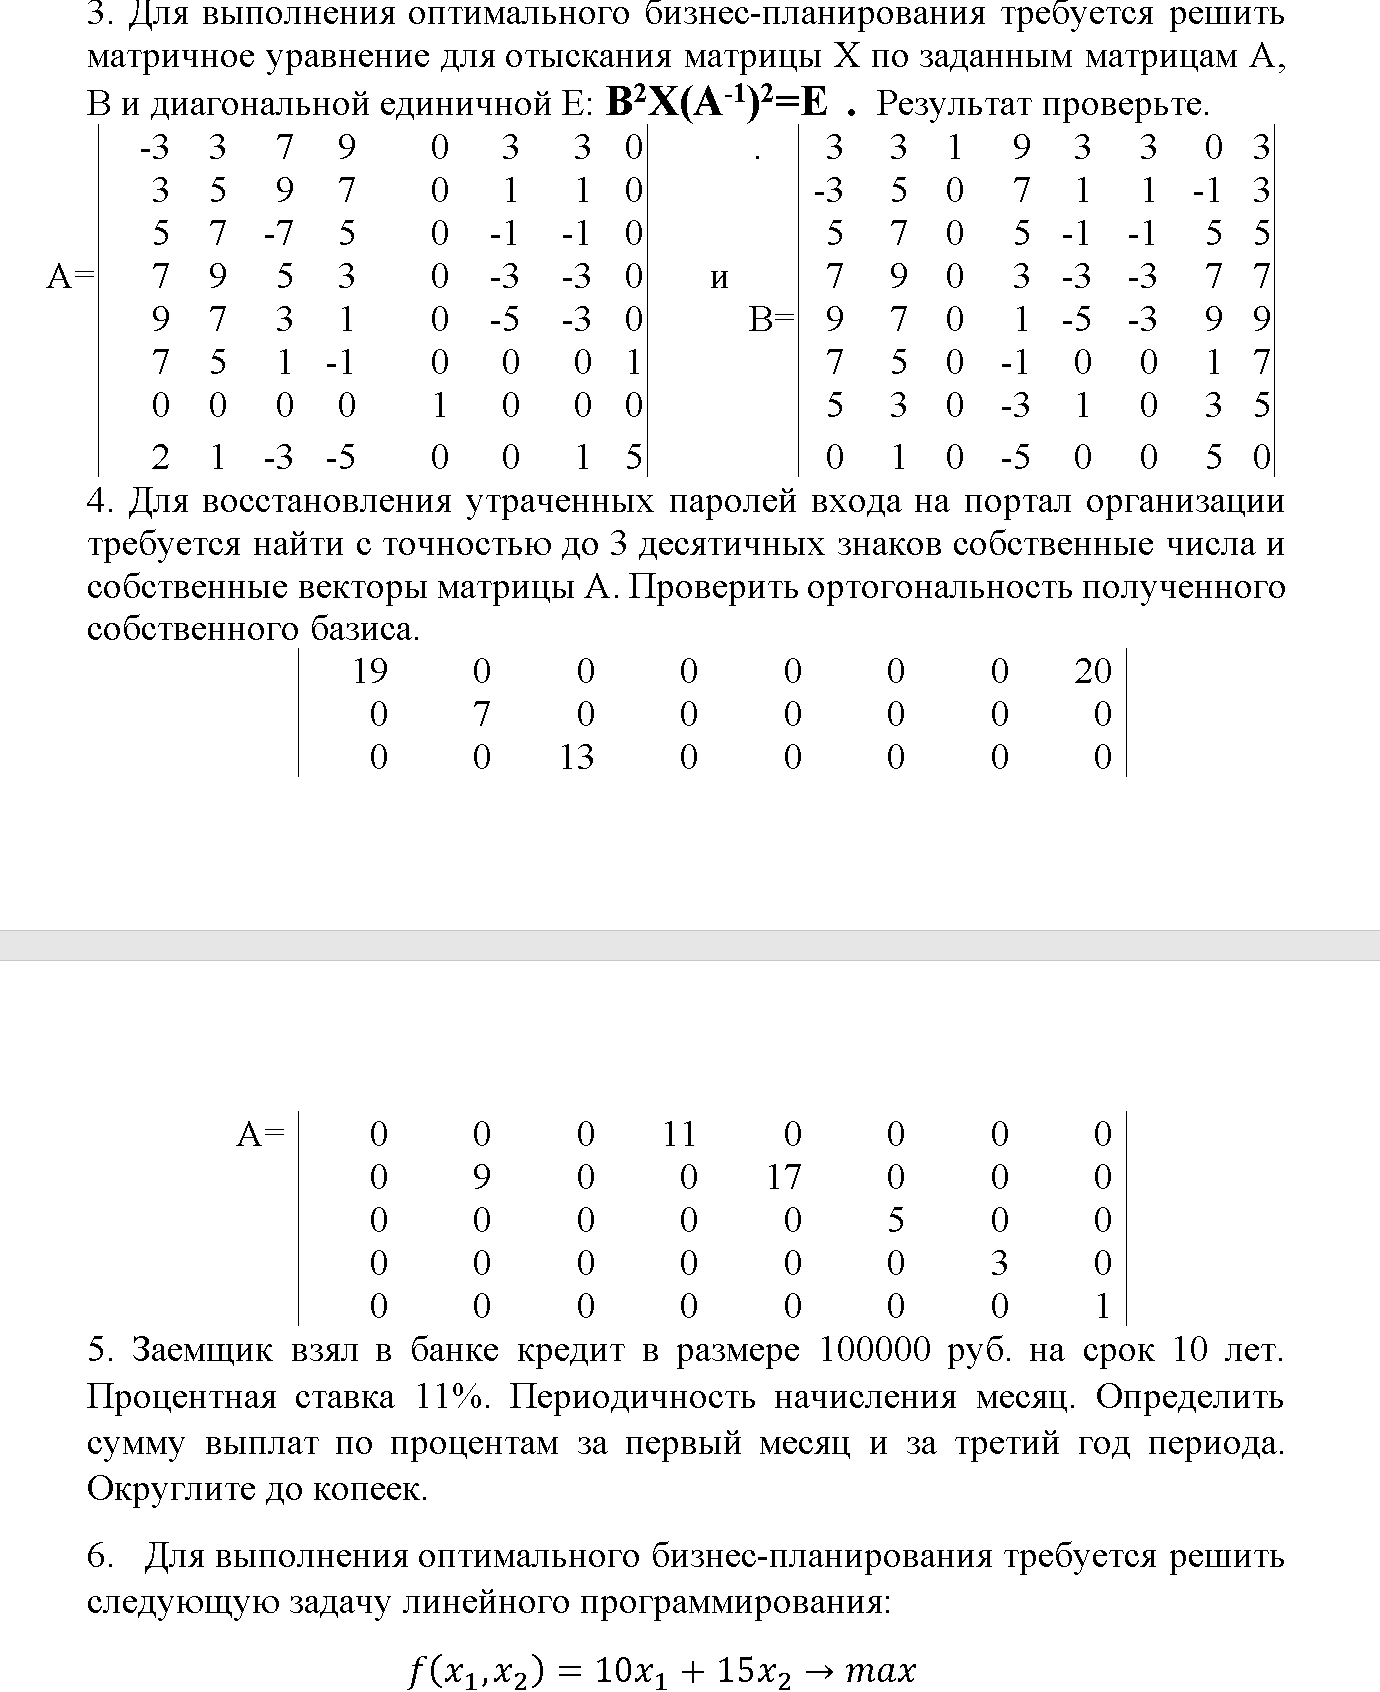 3. Для выполнения оптимального бизнес-планирования требуется решить
матричное уравнение для отыскания матрицы X по заданным матрицам A,
B и диагональной единичной E: B²X(A⁻¹)²=E . Результат проверьте.
-3 3 7 9 0 3 3 0 . 3 3 1 9 3 3 0 3
3 5 9 7 0 1 1 0 -3 5 0 7 1 1 -1 3
5 7 -7 5 0 -1 -1 0 5 7 0 5 -1 -1 5 5
A= 7 9 5 3 0 -3 -3 0 и 7 9 0 3 -3 -3 7 7
9 7 3 1 0 -5 -3 0 B= 9 7 0 1 -5 -3 9 9
7 5 1 -1 0 0 0 1 7 5 0 -1 0 0 1 7
0 0 0 0 1 0 0 0 5 3 0 -3 1 0 3 5
2 1 -3 -5 0 0 1 5 0 1 0 -5 0 0 5 0
4. Для восстановления утраченных паролей входа на портал организации
требуется найти с точностью до 3 десятичных знаков собственные числа и
собственные векторы матрицы A. Проверить ортогональность полученного
собственного базиса.
19 0 0 0 0 0 0 20
0 7 0 0 0 0 0 0
0 0 13 0 0 0 0 0
A= 0 0 0 11 0 0 0 0
0 9 0 0 17 0 0 0
0 0 0 0 0 5 0 0
0 0 0 0 0 0 3 0
0 0 0 0 0 0 0 1
5. Заемщик взял в банке кредит в размере 100000 руб. на срок 10 лет.
Процентная ставка 11%. Периодичность начисления месяц. Определить
сумму выплат по процентам за первый месяц и за третий год периода.
Округлите до копеек.
6. Для выполнения оптимального бизнес-планирования требуется решить
следующую задачу линейного программирования:
f(x₁,x₂) = 10x₁ + 15x₂ → max